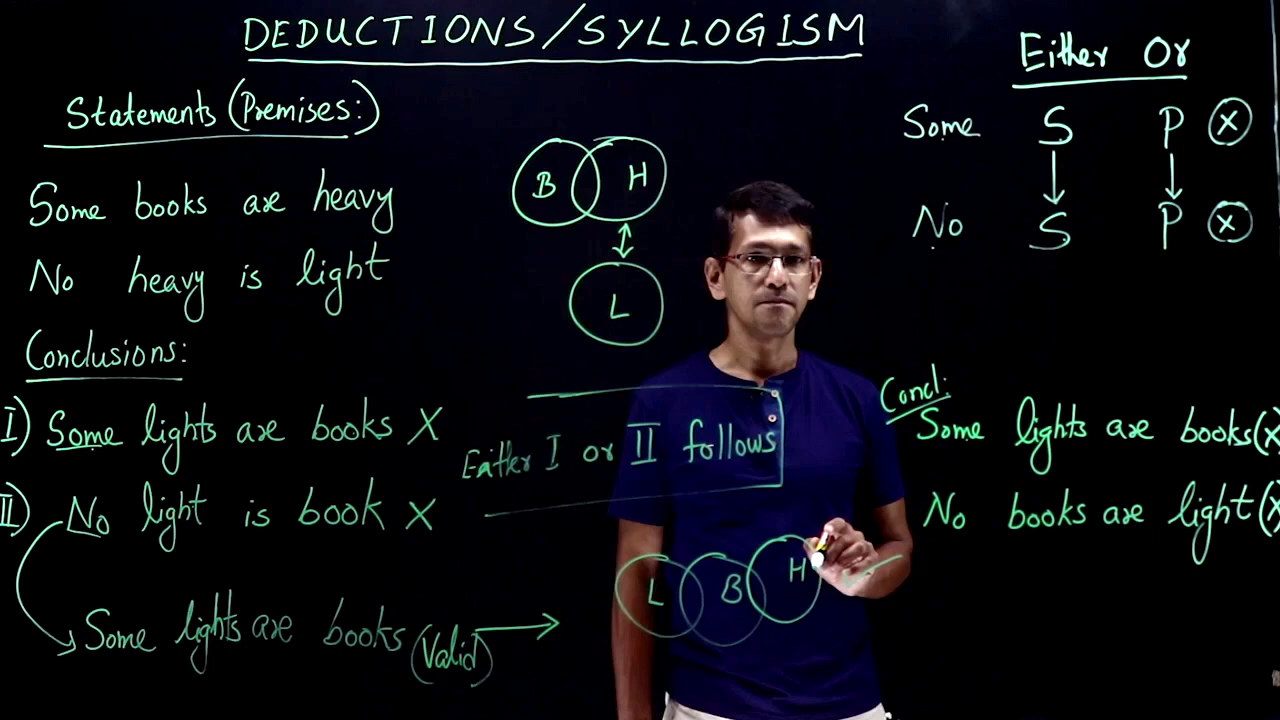 DEDUCTIONS/SYLLOGISM
Statements (Premises:)
Some books are heavy
No heavy is light
Conclusions:
I) Some lights are books X
II) No light is book X
Some lights are books (Valid)
B H
L
Either I or II follows
L B H
Either Or
Some S P X
No S P X
Concl:
Some lights are books (X
No books are light (X